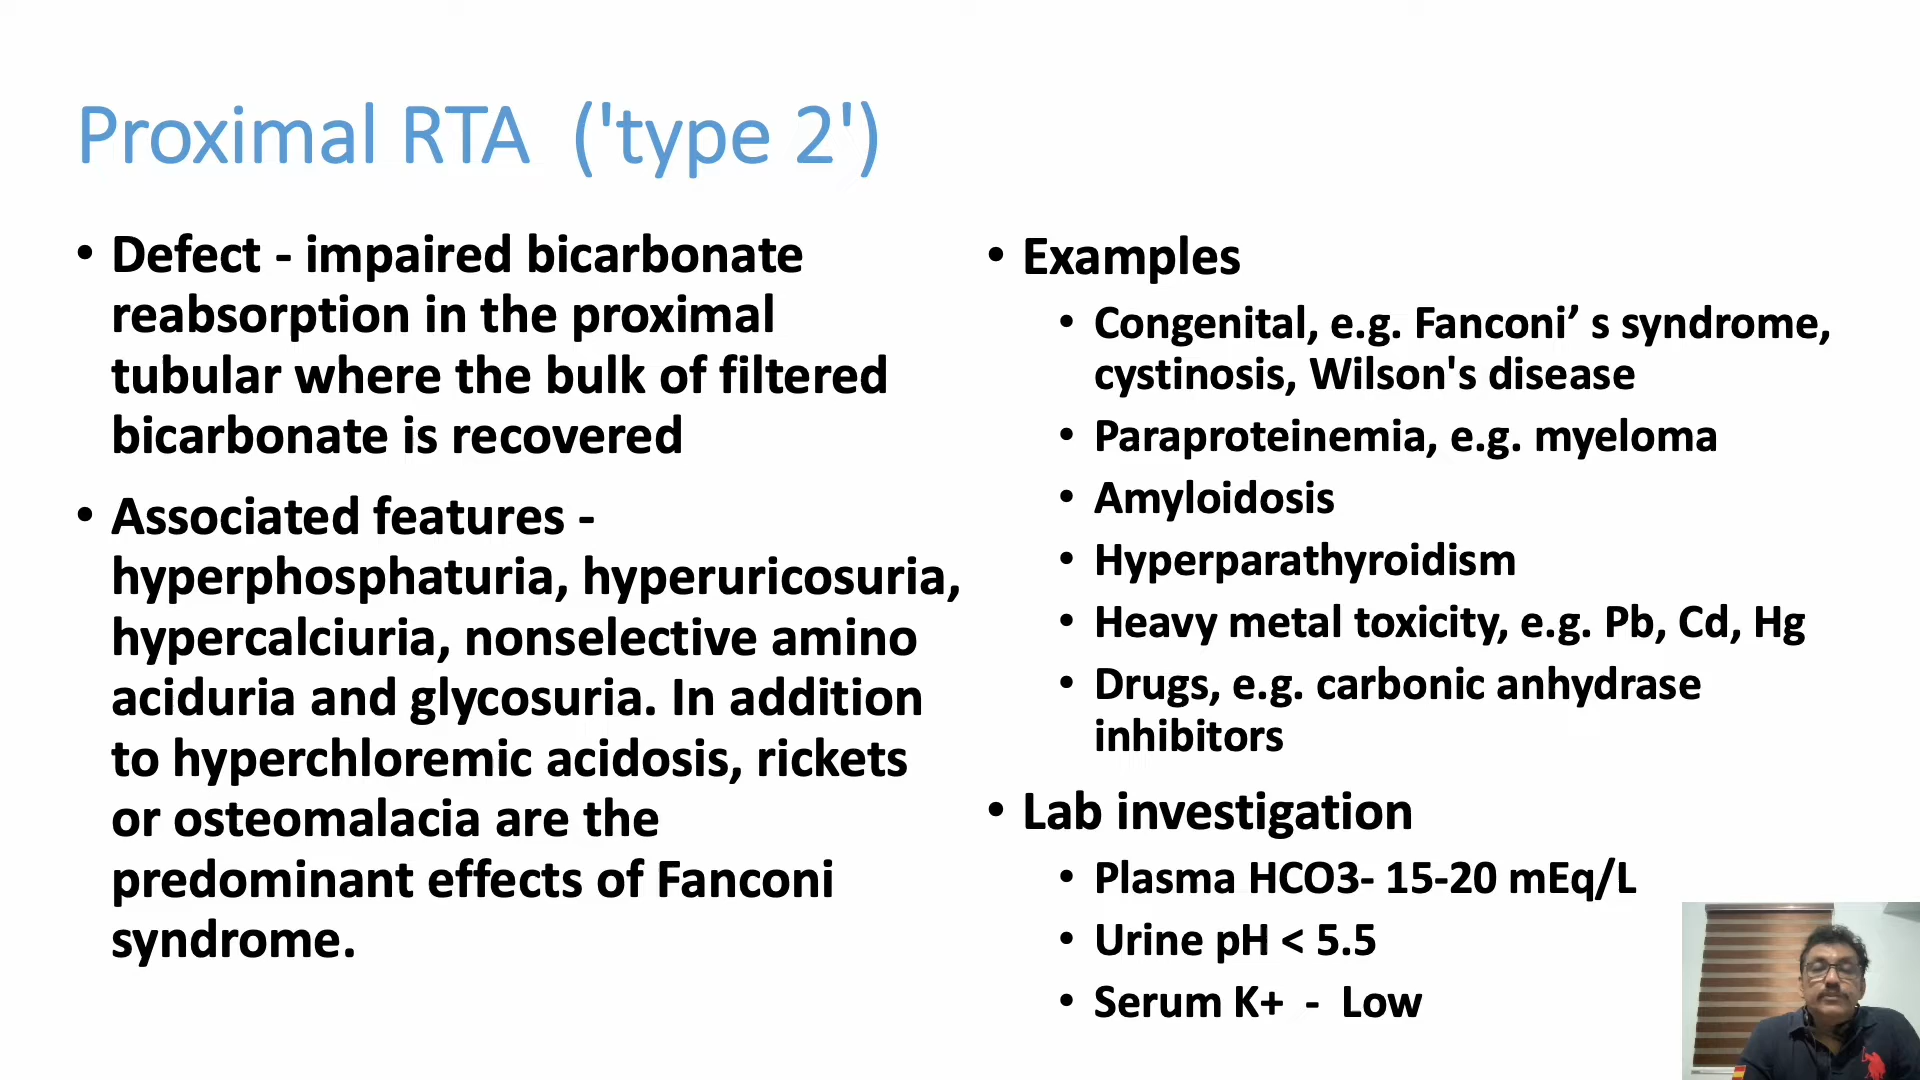 Proximal RTA ('type 2')
• Defect - impaired bicarbonate
reabsorption in the proximal
tubular where the bulk of filtered
bicarbonate is recovered
• Associated features -
hyperphosphaturia, hyperuricosuria,
hypercalciuria, nonselective amino
aciduria and glycosuria. In addition
to hyperchloremic acidosis, rickets
or osteomalacia are the
predominant effects of Fanconi
syndrome.
• Examples
• Congenital, e.g. Fanconi’ s syndrome,
cystinosis, Wilson's disease
• Paraproteinemia, e.g. myeloma
• Amyloidosis
• Hyperparathyroidism
• Heavy metal toxicity, e.g. Pb, Cd, Hg
• Drugs, e.g. carbonic anhydrase
inhibitors
• Lab investigation
• Plasma HCO3- 15-20 mEq/L
• Urine pH < 5.5
• Serum K+ - Low